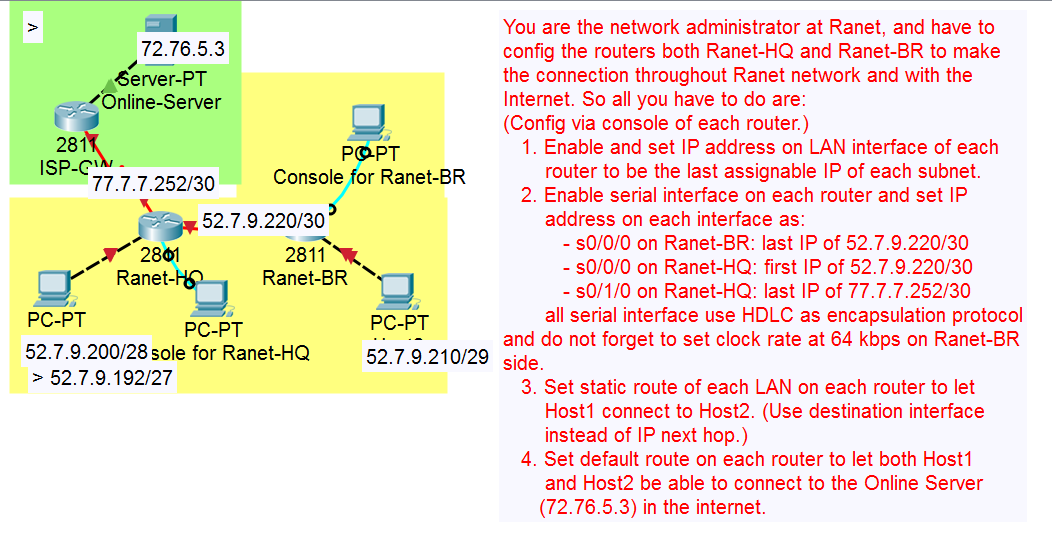 >
72.76.5.3
Server-PT
Online-Server
2811
ISP-GW
77.7.7.252/30
PC-PT
Console for Ranet-BR
52.7.9.220/30
2811
Ranet-HQ
2811
Ranet-BR
PC-PT
PC-PT
PC-PT
52.7.9.200/28 sole for Ranet-HQ
52.7.9.210/29
> 52.7.9.192/27
You are the network administrator at Ranet, and have to
config the routers both Ranet-HQ and Ranet-BR to make
the connection throughout Ranet network and with the
Internet. So all you have to do are:
(Config via console of each router.)
1. Enable and set IP address on LAN interface of each
router to be the last assignable IP of each subnet.
2. Enable serial interface on each router and set IP
address on each interface as:
- s0/0/0 on Ranet-BR: last IP of 52.7.9.220/30
- s0/0/0 on Ranet-HQ: first IP of 52.7.9.220/30
- s0/1/0 on Ranet-HQ: last IP of 77.7.7.252/30
all serial interface use HDLC as encapsulation protocol
and do not forget to set clock rate at 64 kbps on Ranet-BR
side.
3. Set static route of each LAN on each router to let
Host1 connect to Host2. (Use destination interface
instead of IP next hop.)
4. Set default route on each router to let both Host1
and Host2 be able to connect to the Online Server
(72.76.5.3) in the internet.